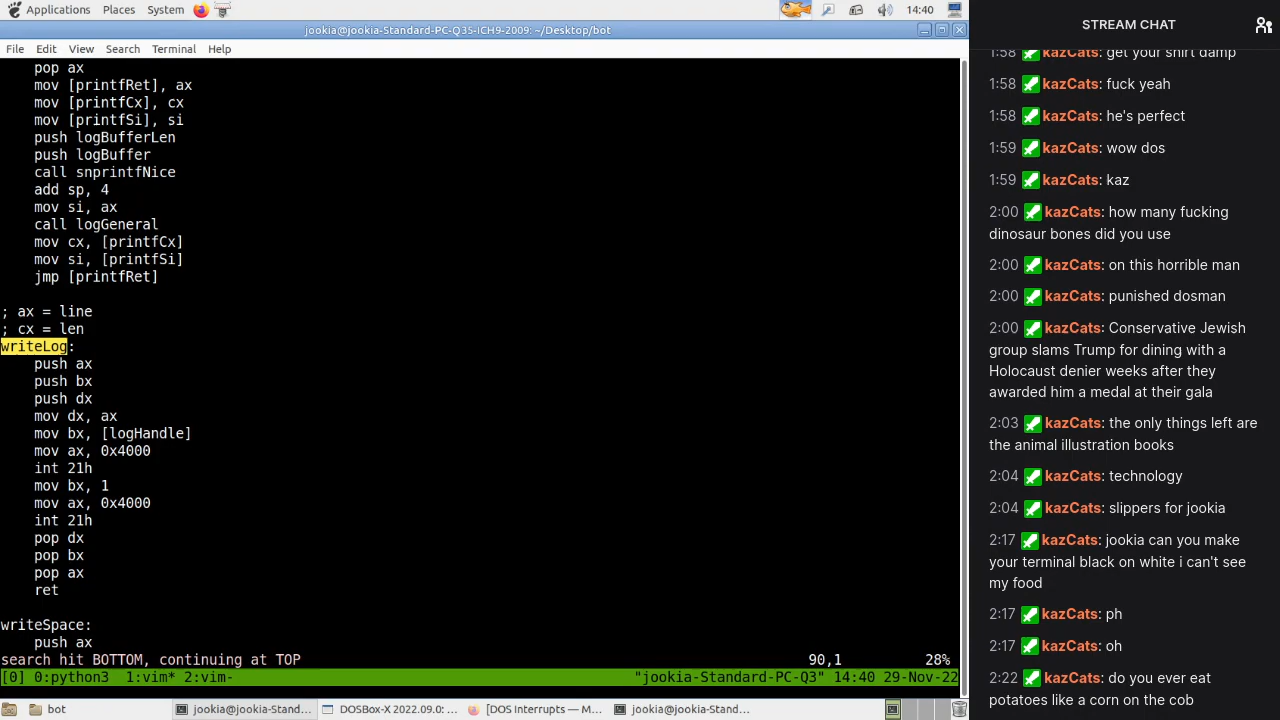 Applications Places System 14:40
jookia@jookia-Standard-PC-Q35-ICH9-2009: ~/Desktop/bot
File Edit View Search Terminal Help
pop ax
mov [printfRet], ax
mov [printfCx], cx
mov [printfSi], si
push logBufferLen
push logBuffer
call snprintfNice
add sp, 4
mov si, ax
call logGeneral
mov cx, [printfCx]
mov si, [printfSi]
jmp [printfRet]
; ax = line
; cx = len
writeLog:
push ax
push bx
push dx
mov dx, ax
mov bx, [logHandle]
mov ax, 0x4000
int 21h
mov bx, 1
mov ax, 0x4000
int 21h
pop dx
pop bx
pop ax
ret
writeSpace:
push ax
search hit BOTTOM, continuing at TOP 90,1 28%
[0] 0:python3 1:vim* 2:vim- "jookia-Standard-PC-Q3" 14:40 29-Nov-22
bot jookia@jookia-Stand... DOSBox-X 2022.09.0: ... [DOS Interrupts — M... jookia@jookia-Stand...
STREAM CHAT
1:58 kazCats: get your shirt damp
1:58 kazCats: fuck yeah
1:58 kazCats: he's perfect
1:59 kazCats: wow dos
1:59 kazCats: kaz
2:00 kazCats: how many fucking
dinosaur bones did you use
2:00 kazCats: on this horrible man
2:00 kazCats: punished dosman
2:00 kazCats: Conservative Jewish
group slams Trump for dining with a
Holocaust denier weeks after they
awarded him a medal at their gala
2:03 kazCats: the only things left are
the animal illustration books
2:04 kazCats: technology
2:04 kazCats: slippers for jookia
2:17 kazCats: jookia can you make
your terminal black on white i can't see
my food
2:17 kazCats: ph
2:17 kazCats: oh
2:22 kazCats: do you ever eat
potatoes like a corn on the cob